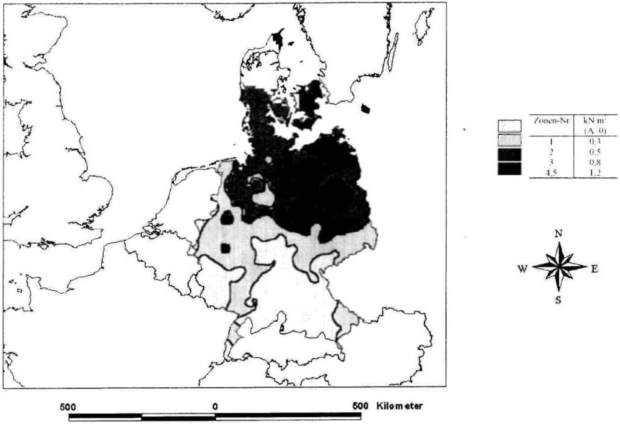 Zonen-Nr kN m²
(A=0)
1 0,3
2 0,5
3 0,8
4,5 1,2
N
W E
S
500 0 500 Kilometer